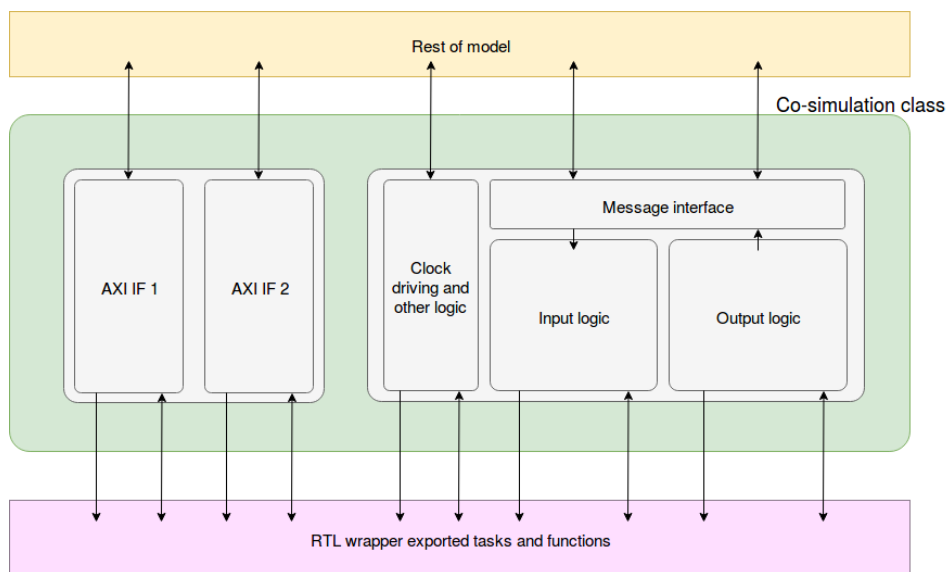 Rest of model
Co-simulation class
AXI IF 1
AXI IF 2
Clock
driving and
other logic
Message interface
Input logic
Output logic
RTL wrapper exported tasks and functions